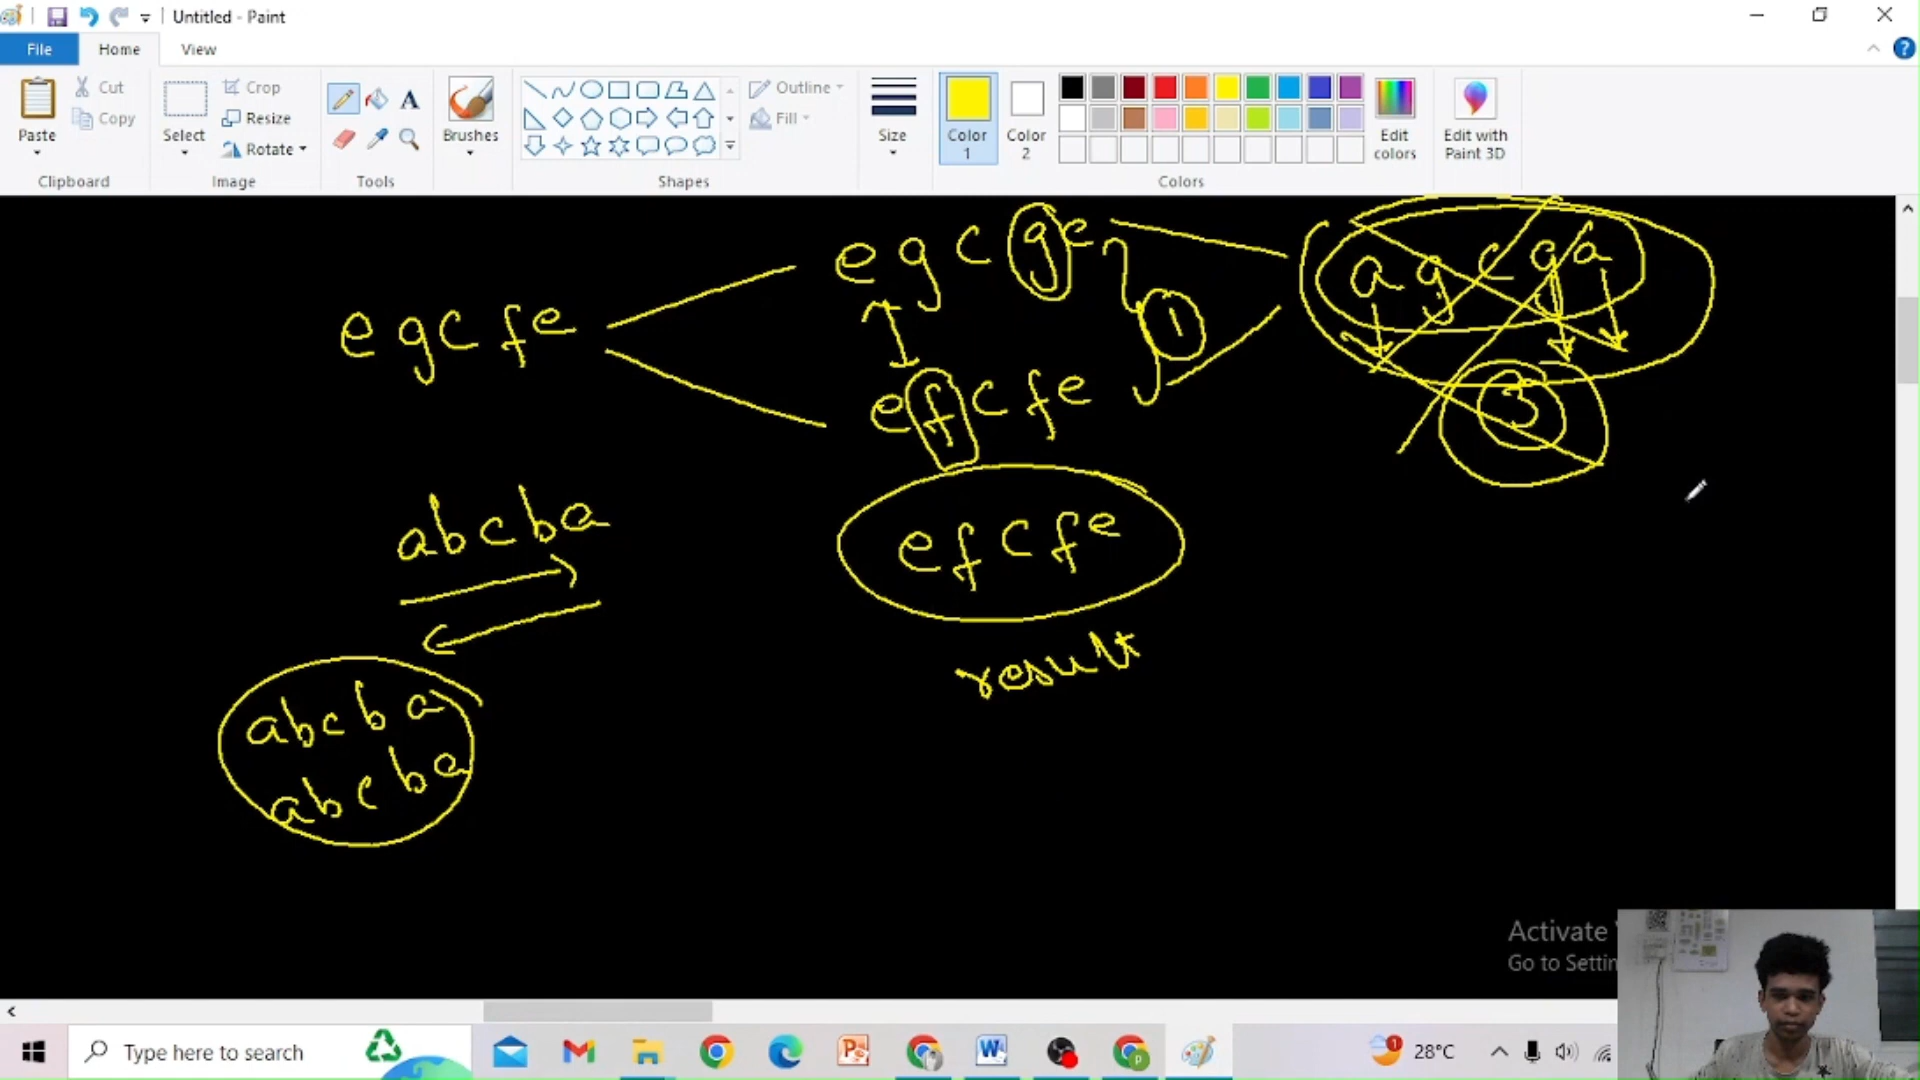 Untitled - Paint
File Home View
Paste
Cut
Copy
Clipboard
Select
Crop
Resize
Rotate
Image
Tools
Brushes
Shapes
Outline
Fill
Size
Color 1
Color 2
Colors
Edit colors
Edit with Paint 3D
egcfe
egcge
efcfe
1
agcga
3
abcba
efcfe
result
abcba
abcba
Activate
Go to Settin
Type here to search
28°C